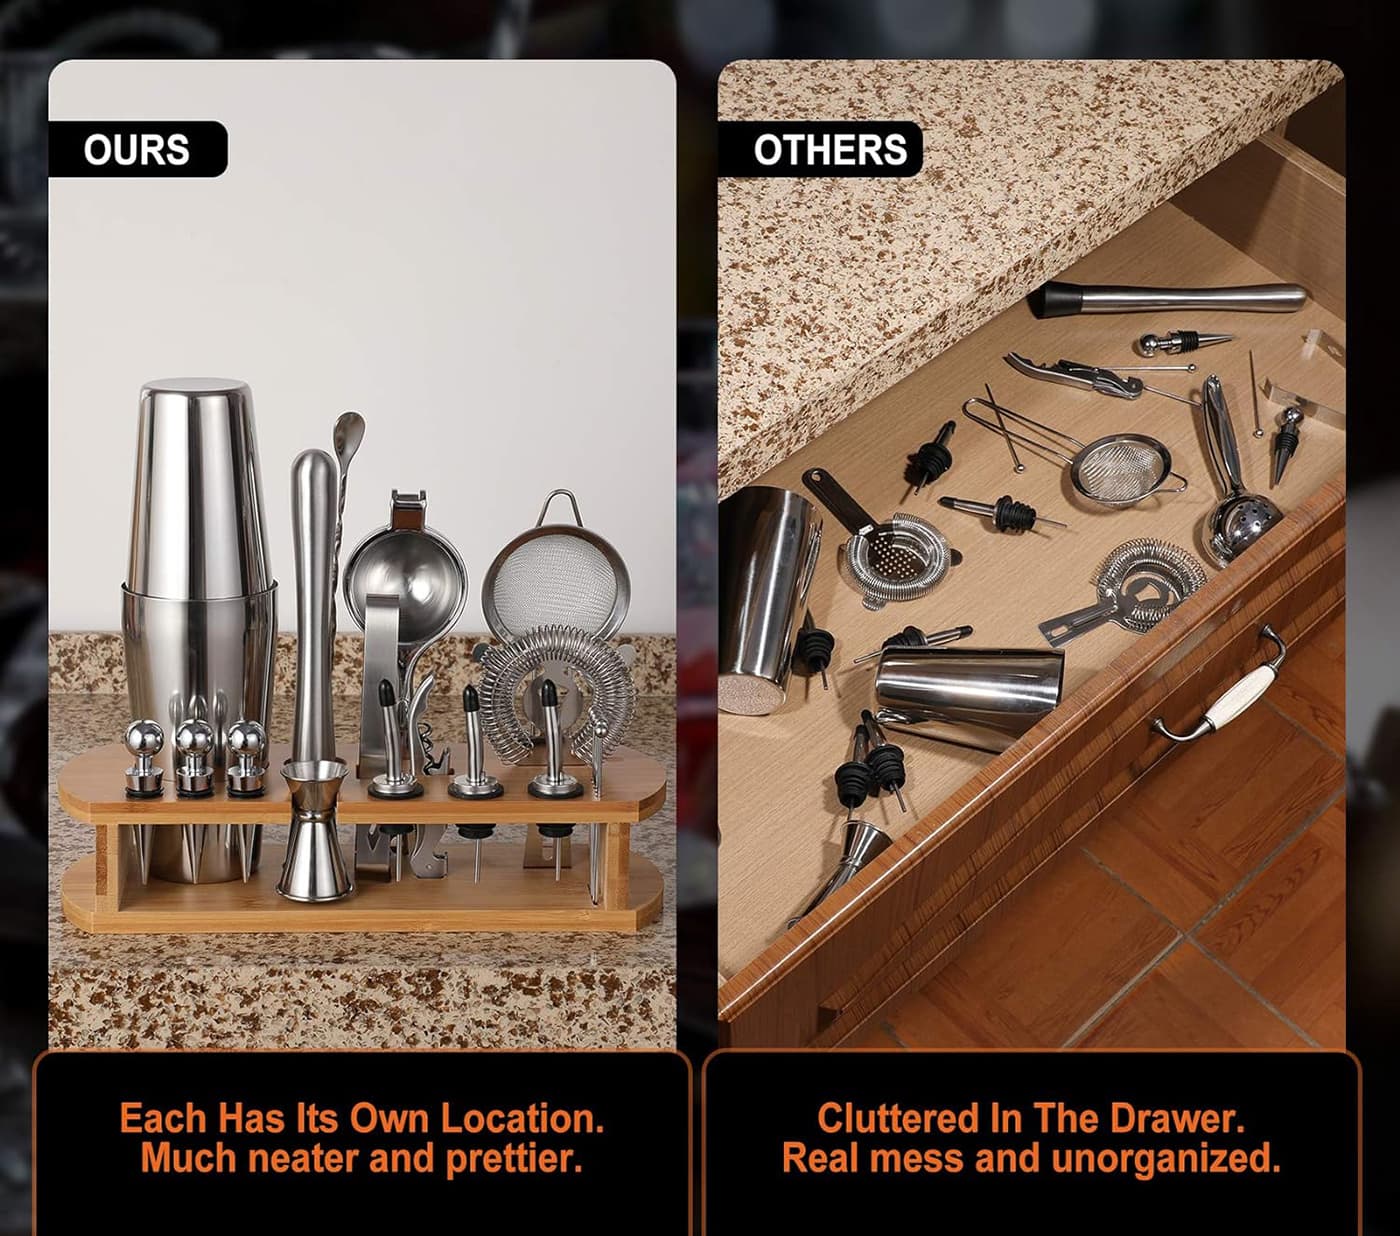 OURS
OTHERS
Each Has Its Own Location.
Much neater and prettier.
Cluttered In The Drawer.
Real mess and unorganized.